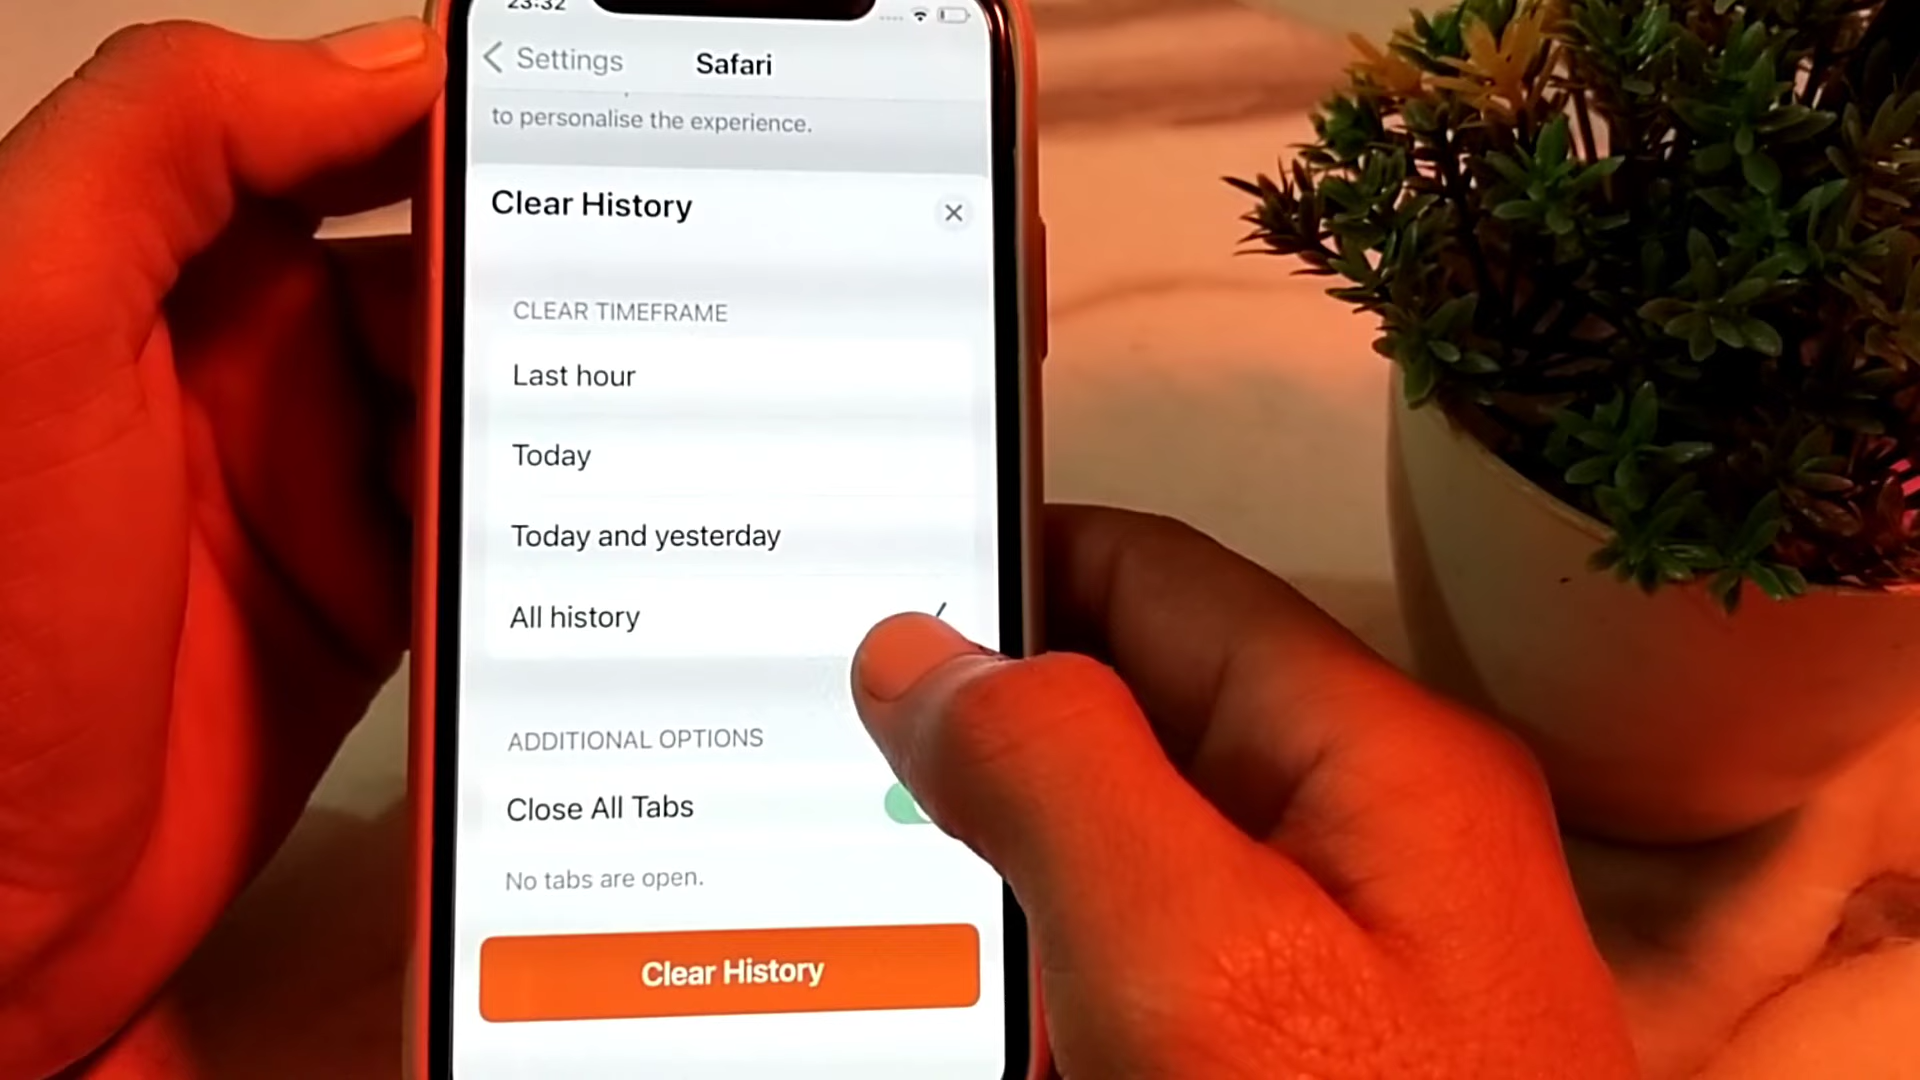 23:32
Settings
Safari
to personalise the experience.
Clear History
CLEAR TIMEFRAME
Last hour
Today
Today and yesterday
All history
ADDITIONAL OPTIONS
Close All Tabs
No tabs are open.
Clear History